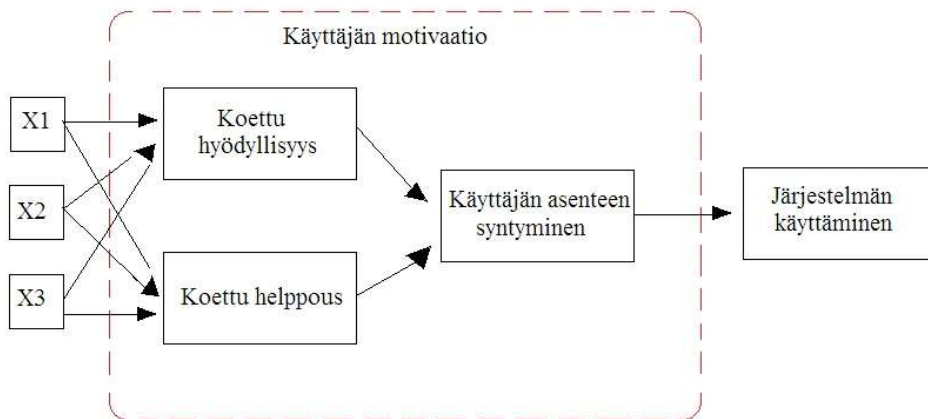 Käyttäjän motivaatio
X1
X2
X3
Koettu
hyödyllisyys
Koettu helppous
Käyttäjän asenteen
syntyminen
Järjestelmän
käyttäminen